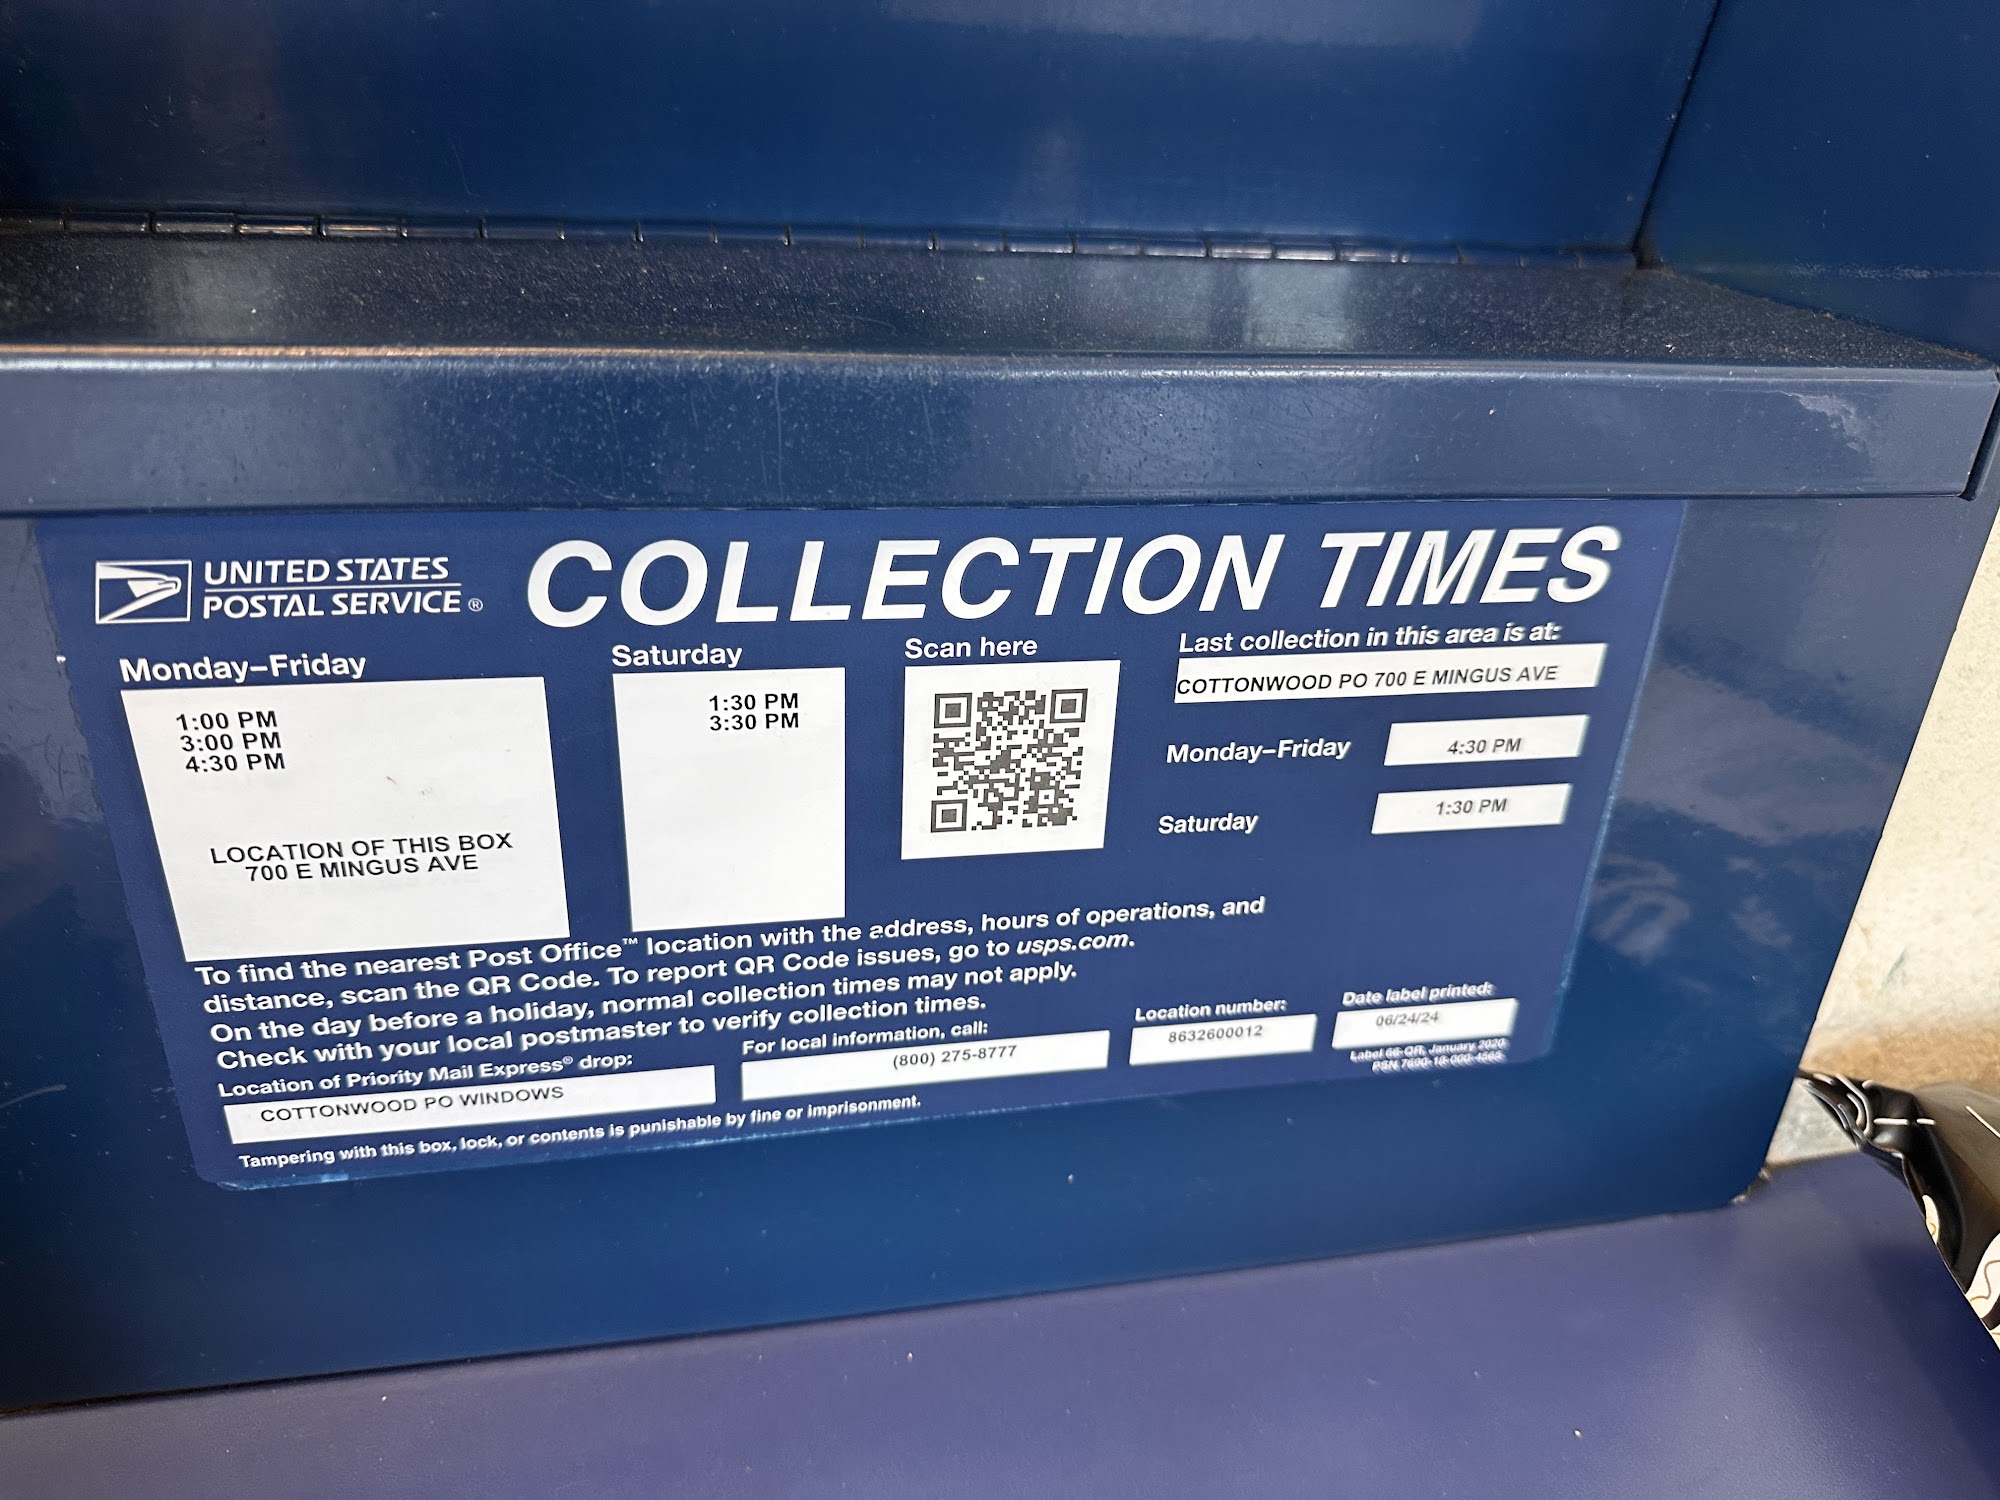 UNITED STATES
POSTAL SERVICE®
COLLECTION TIMES
Monday–Friday
1:00 PM
3:00 PM
4:30 PM
LOCATION OF THIS BOX
700 E MINGUS AVE
Saturday
1:30 PM
3:30 PM
Scan here
Last collection in this area is at:
COTTONWOOD PO 700 E MINGUS AVE
Monday–Friday 4:30 PM
Saturday 1:30 PM
To find the nearest Post Office™ location with the address, hours of operations, and
distance, scan the QR Code. To report QR Code issues, go to usps.com.
On the day before a holiday, normal collection times may not apply.
Check with your local postmaster to verify collection times.
Location of Priority Mail Express® drop:
COTTONWOOD PO WINDOWS
For local information, call:
(800) 275-8777
Location number:
8632600012
Date label printed:
06/24/24
Label 66-QR, January 2020
PSN 7690-18-000-4565
Tampering with this box, lock, or contents is punishable by fine or imprisonment.